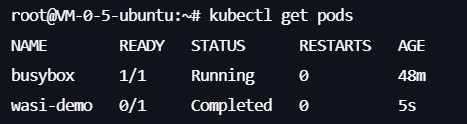 root@VM-0-5-ubuntu:~# kubectl get pods
NAME READY STATUS RESTARTS AGE
busybox 1/1 Running 0 48m
wasi-demo 0/1 Completed 0 5s